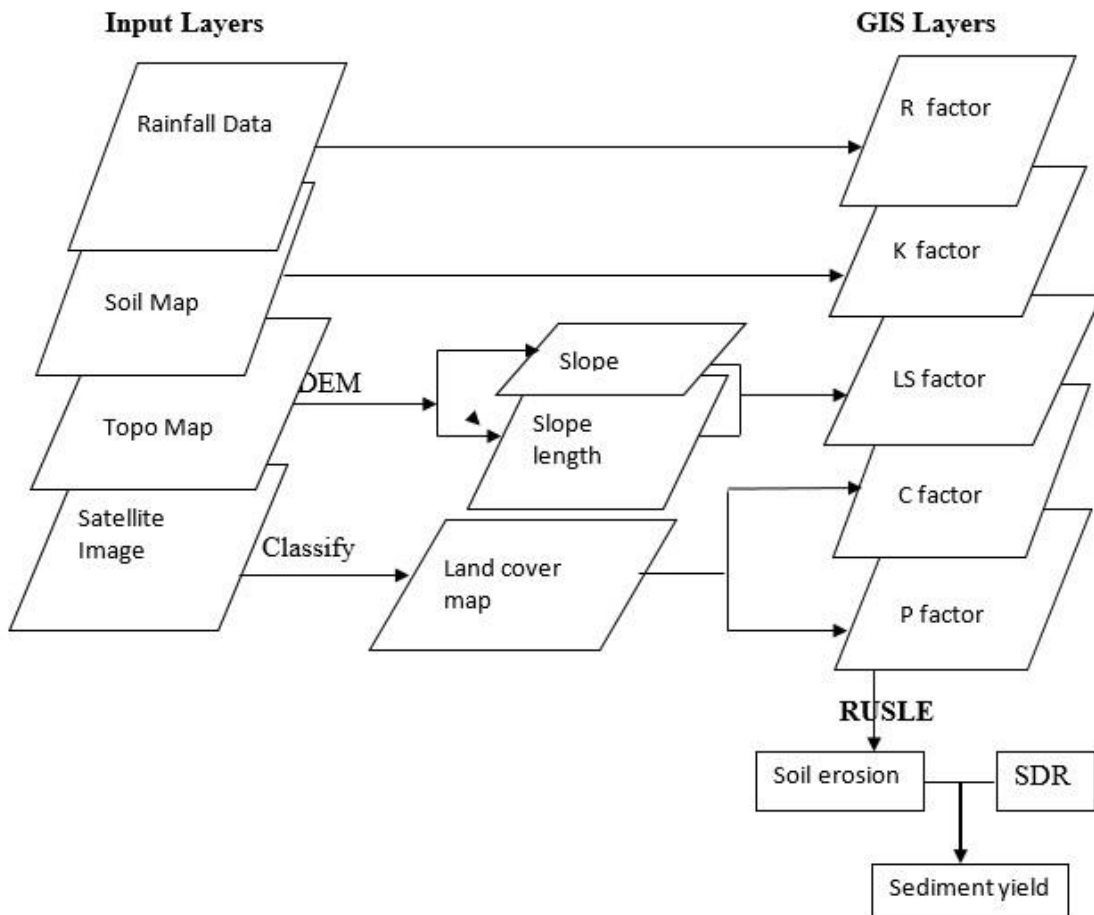 Input Layers
GIS Layers
Rainfall Data
R factor
Soil Map
K factor
DEM
Topo Map
Slope
Slope
length
LS factor
Satellite
Image
Classify
Land cover
map
C factor
P factor
RUSLE
Soil erosion
SDR
Sediment yield